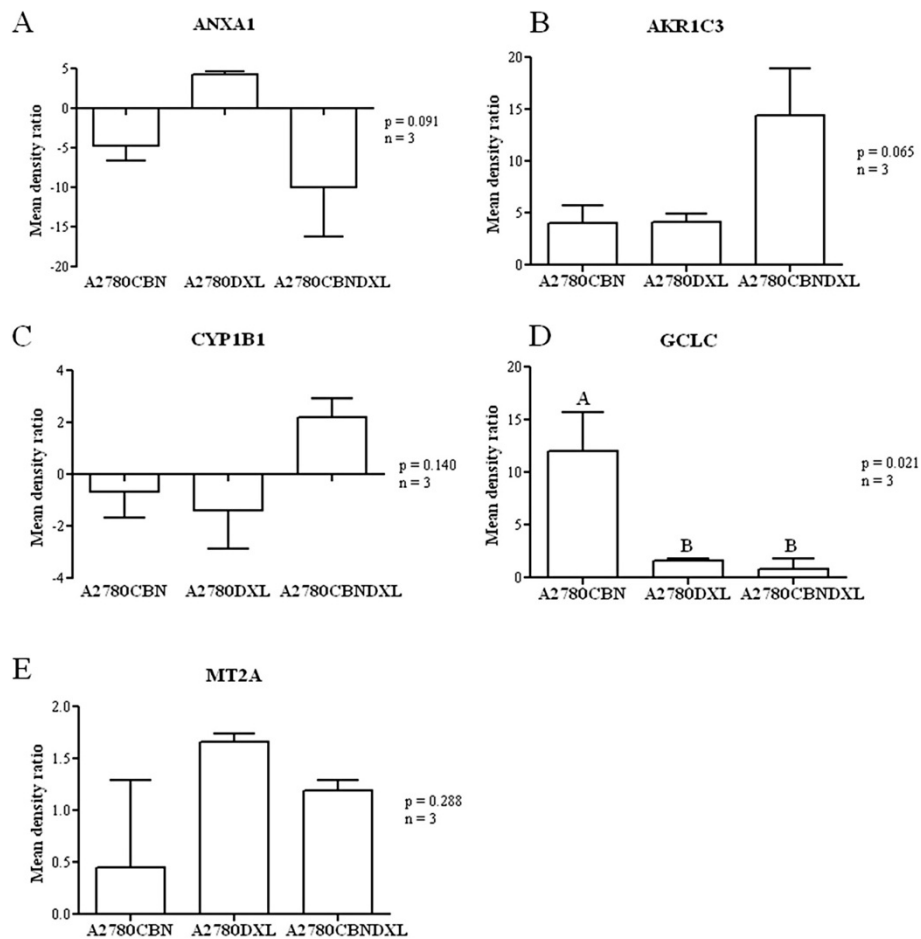 A
ANXA1
Mean density ratio
5
0
-5
-10
-15
-20
A2780CBN A2780DXL A2780CBNDXL
p = 0.091
n = 3
B
AKR1C3
Mean density ratio
20
15
10
5
0
A2780CBN A2780DXL A2780CBNDXL
p = 0.065
n = 3
C
CYP1B1
Mean density ratio
4
2
0
-2
-4
A2780CBN A2780DXL A2780CBNDXL
p = 0.140
n = 3
D
GCLC
Mean density ratio
20
15
10
5
0
A
B
B
A2780CBN A2780DXL A2780CBNDXL
p = 0.021
n = 3
E
MT2A
Mean density ratio
2.0
1.5
1.0
0.5
0.0
A2780CBN A2780DXL A2780CBNDXL
p = 0.288
n = 3